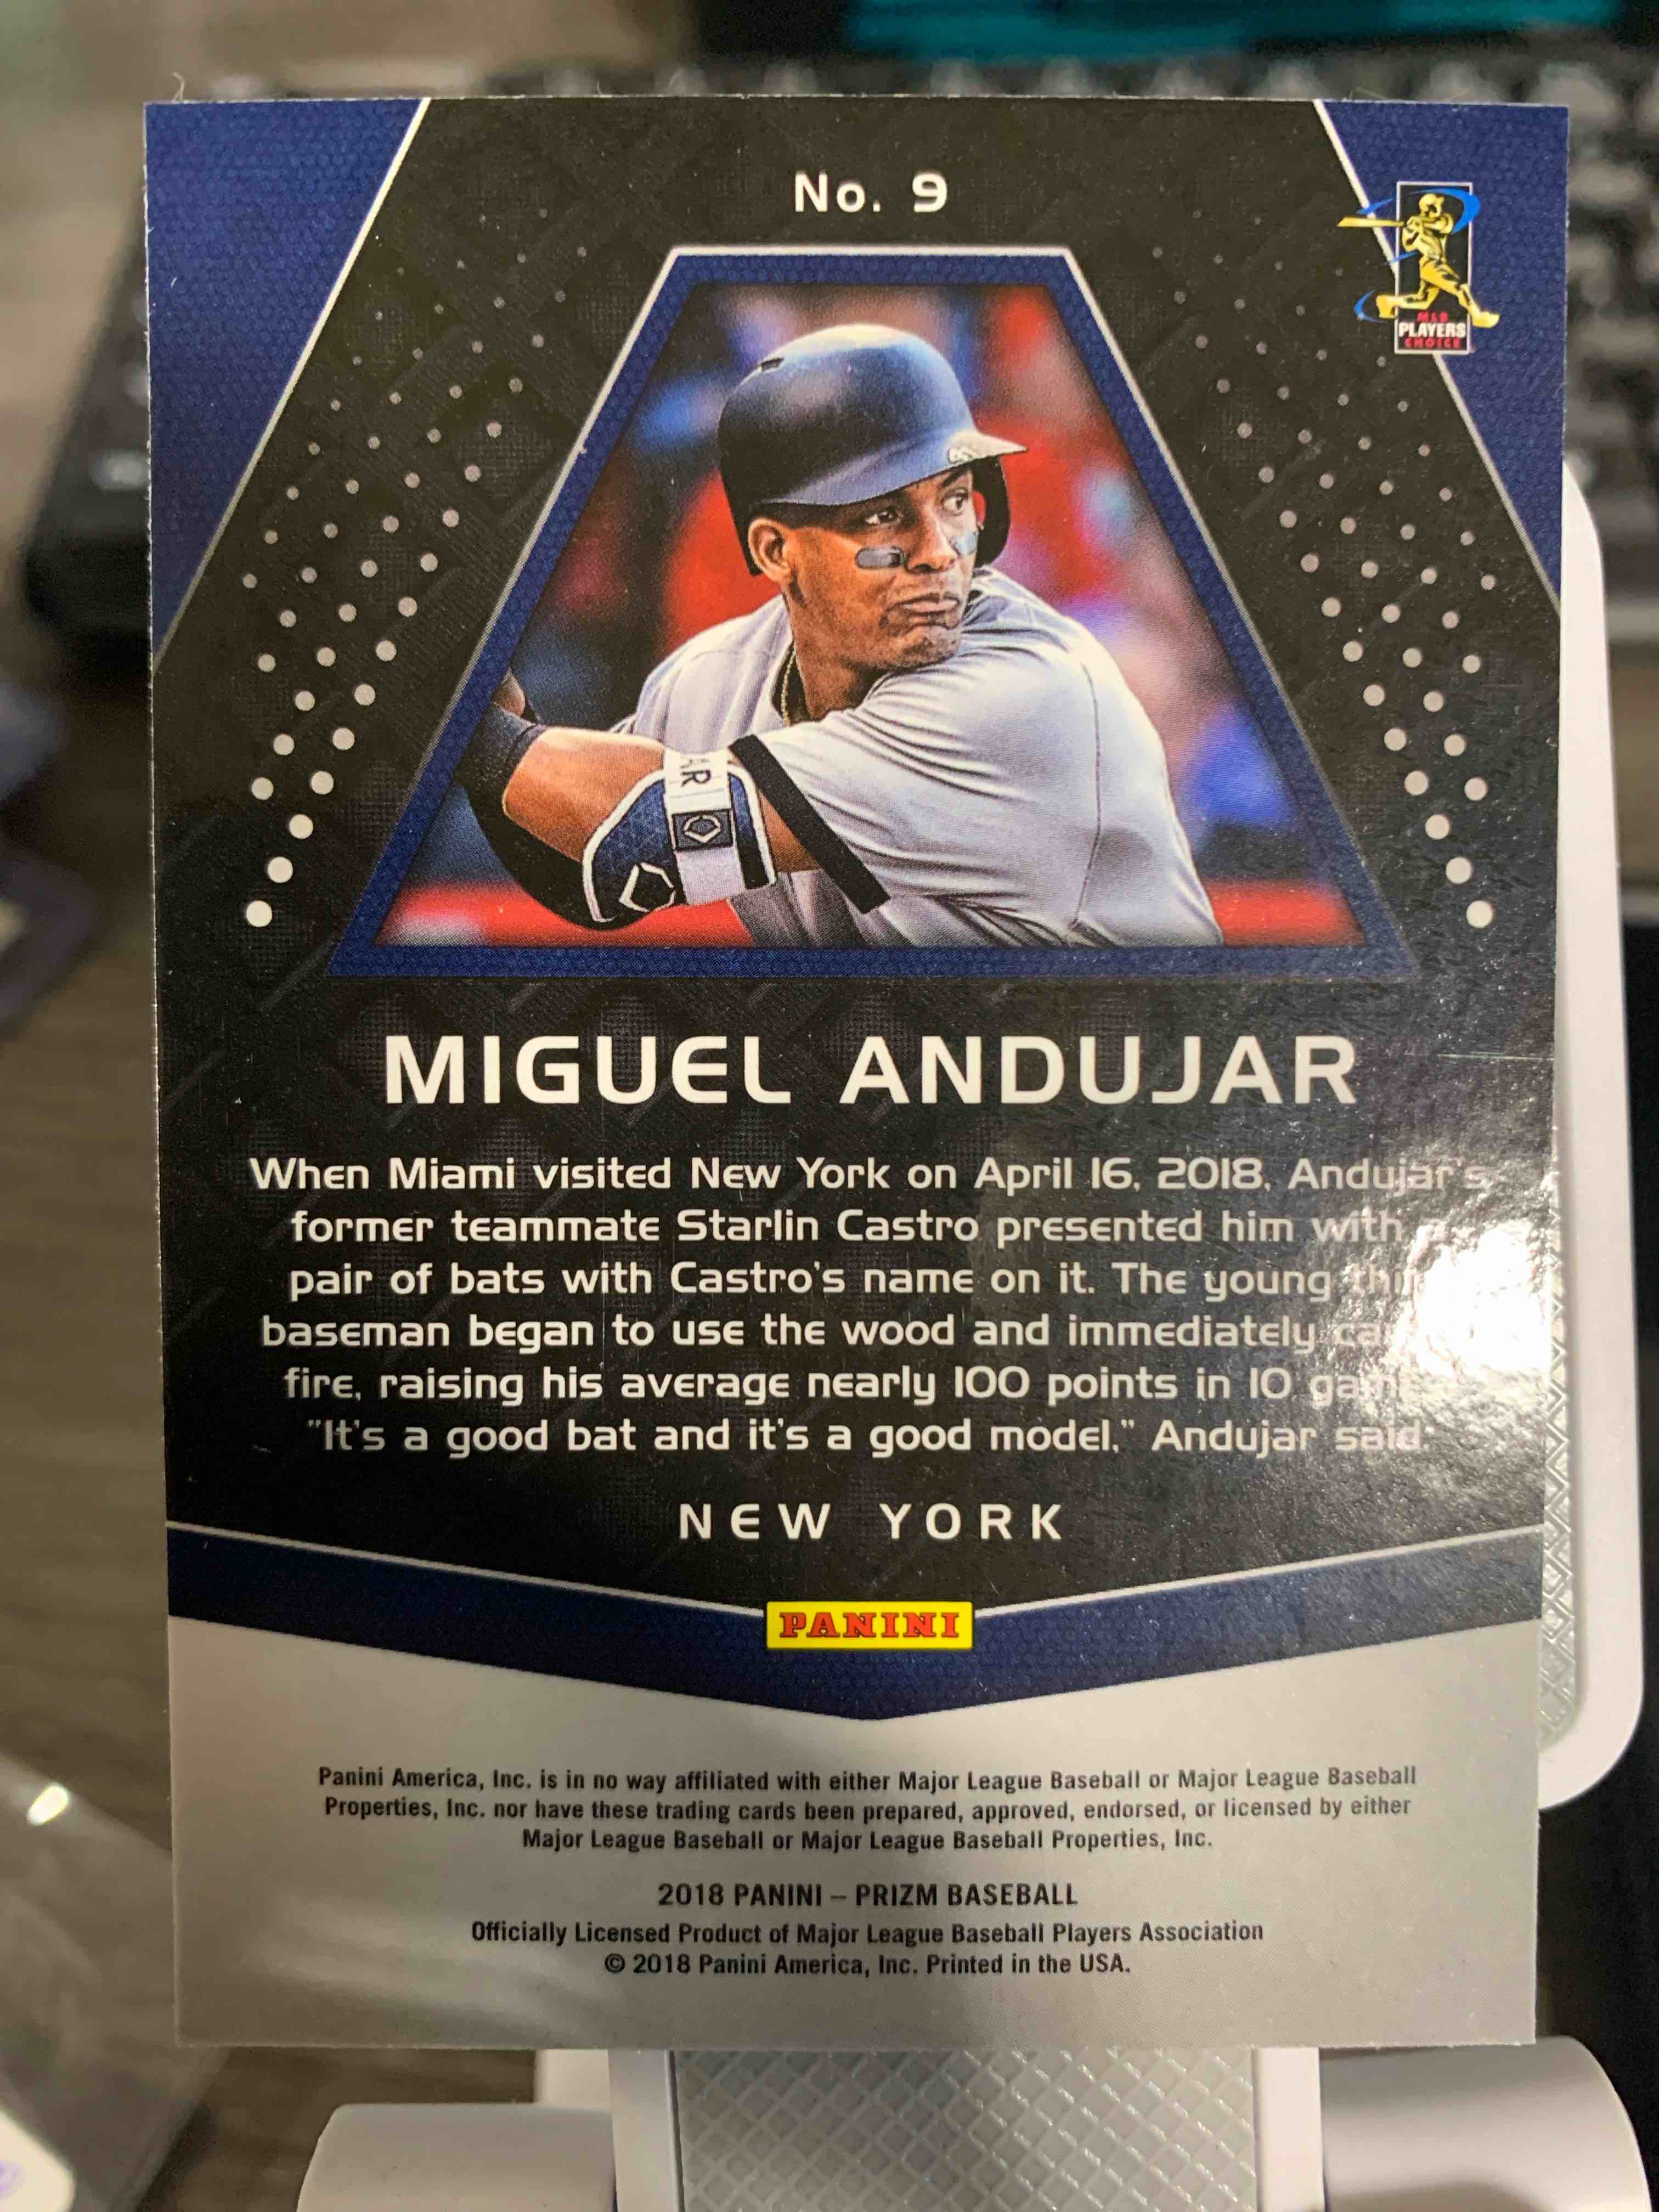 No. 9
MLB
PLAYERS
CHOICE
AR
MIGUEL ANDUJAR
When Miami visited New York on April 16, 2018, Andujar's
former teammate Starlin Castro presented him with
pair of bats with Castro's name on it. The young
baseman began to use the wood and immediately
fire, raising his average nearly 100 points in 10
"It's a good bat and it's a good model," Andujar said.
NEW YORK
PANINI
Panini America, Inc. is in no way affiliated with either Major League Baseball or Major League Baseball
Properties, Inc. nor have these trading cards been prepared, approved, endorsed, or licensed by either
Major League Baseball or Major League Baseball Properties, Inc.
2018 PANINI – PRIZM BASEBALL
Officially Licensed Product of Major League Baseball Players Association
© 2018 Panini America, Inc. Printed in the USA.